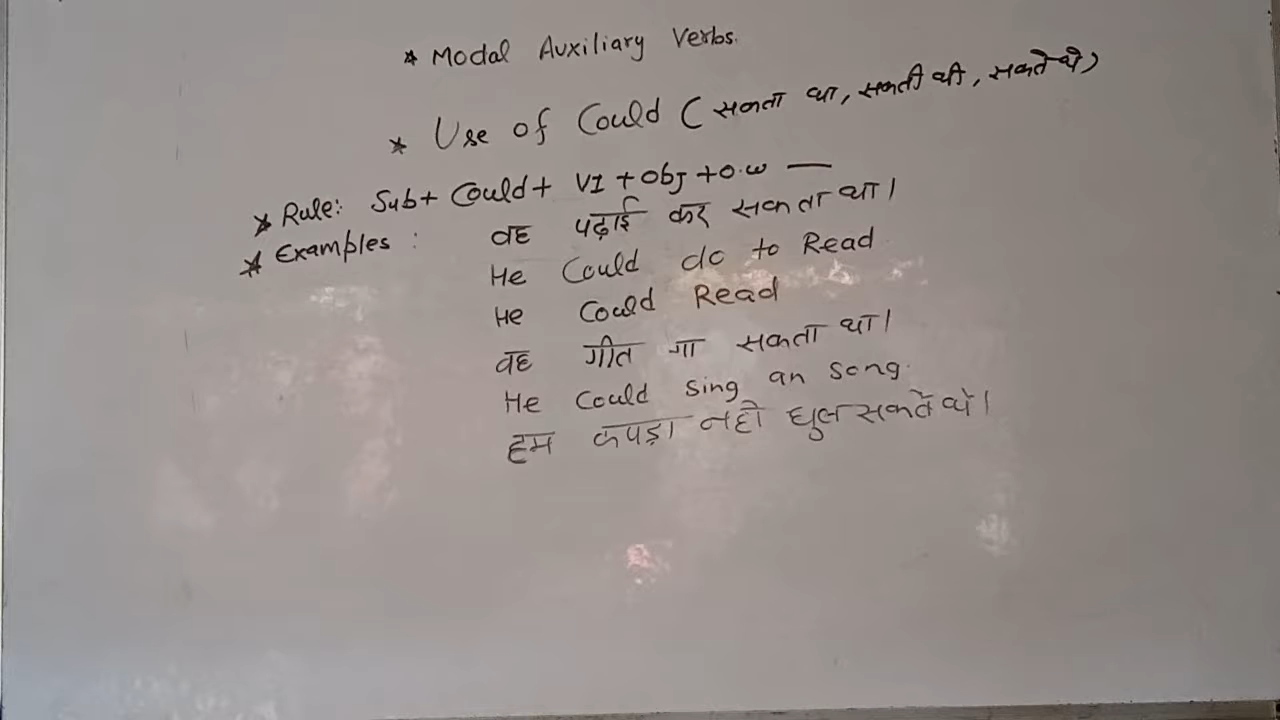 * Modal Auxiliary Verbs.
* Use of Could ( सकता था, सकती थी, सकते थे)
* Rule: Sub+ Could+ V1 +obj +o.w —
* Examples : वह पढ़ाई कर सकता था।
He Could do to Read
He Could Read
वह गीत गा सकता था।
He Could sing an song.
हम कपड़ा नहीं घुल सकते थे।